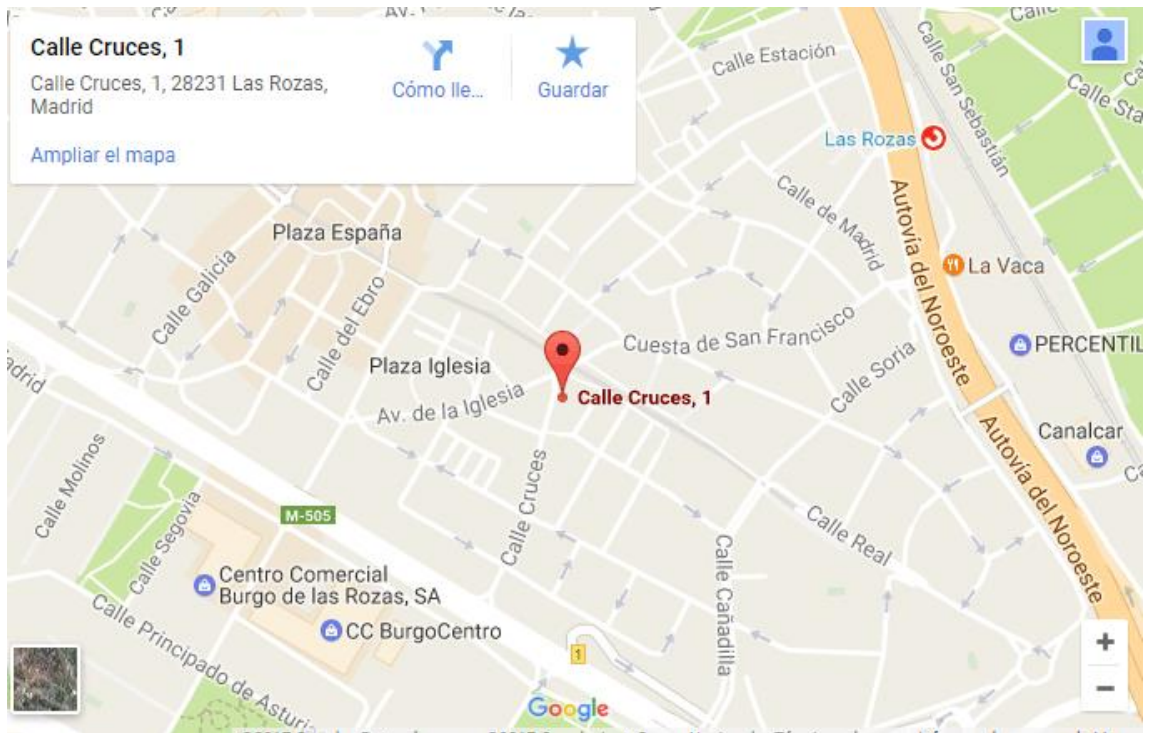 Calle Cruces, 1
Calle Cruces, 1, 28231 Las Rozas,
Madrid
Cómo lle...
Guardar
Ampliar el mapa
Calle Estación
Calle San Sebastián
Calle Sta
Las Rozas
Calle de Madrid
Autovía del Noroeste
La Vaca
Plaza España
Calle Galicia
Calle del Ebro
Cuesta de San Francisco
PERCENTIL
Plaza Iglesia
Calle Soria
Av. de la Iglesia
Calle Cruces, 1
Canalcar
Autovía del Noroeste
Calle Molinos
Calle Cruces
M-505
Calle Segovia
Calle Real
Calle Cañadilla
Centro Comercial
Burgo de las Rozas, SA
CC BurgoCentro
Calle Principado de Asturia
1
Google
+
−